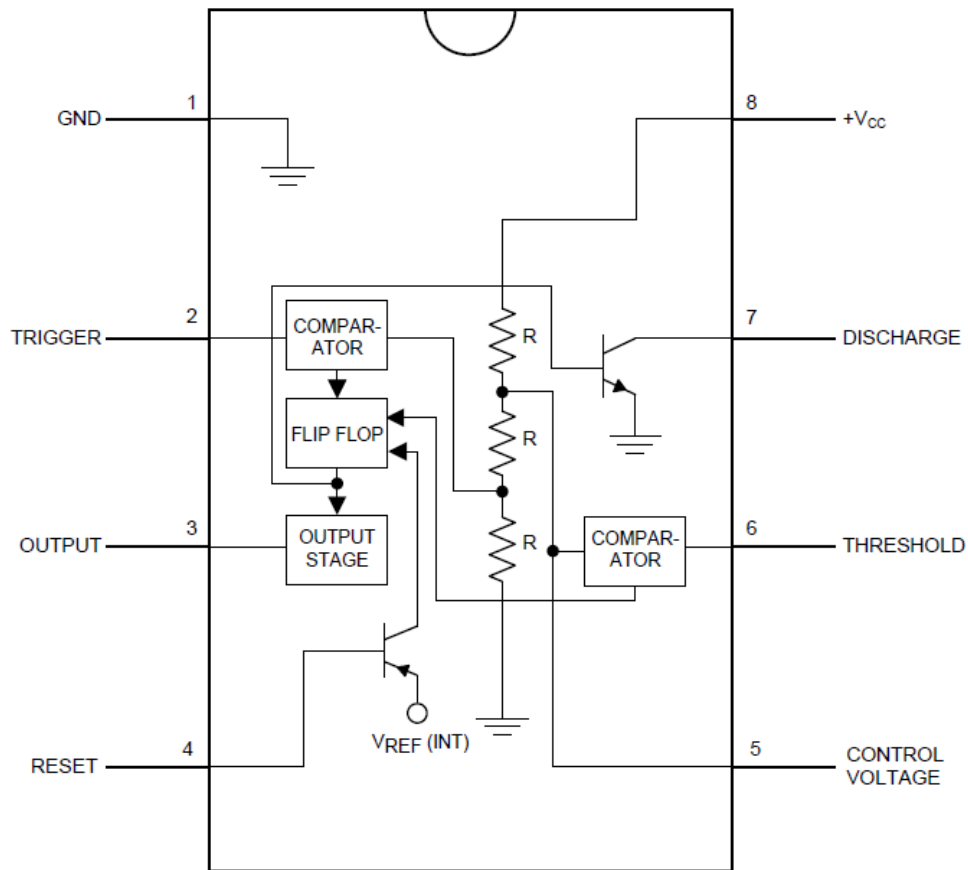 1
GND
8
+VCC
2
TRIGGER
COMPAR-
ATOR
R
7
DISCHARGE
FLIP FLOP
R
3
OUTPUT
OUTPUT
STAGE
R
COMPAR-
ATOR
6
THRESHOLD
VREF (INT)
4
RESET
5
CONTROL
VOLTAGE